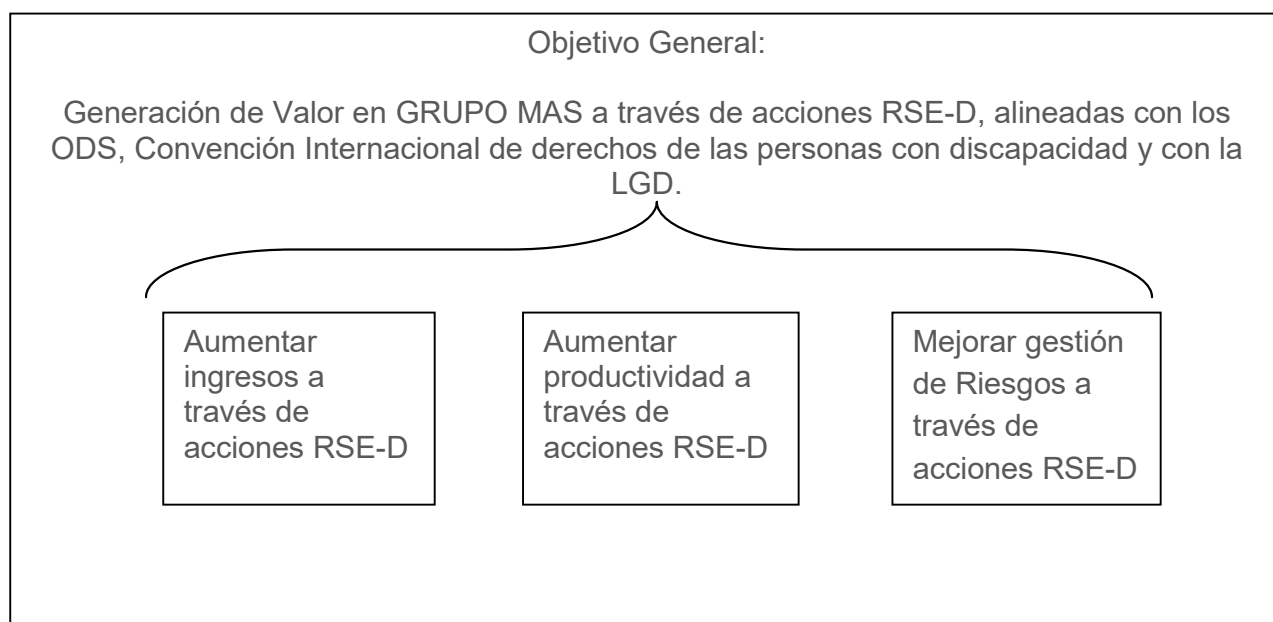 Objetivo General:
Generación de Valor en GRUPO MAS a través de acciones RSE-D, alineadas con los
ODS, Convención Internacional de derechos de las personas con discapacidad y con la
LGD.
Aumentar
ingresos a
través de
acciones RSE-D
Aumentar
productividad a
través de
acciones RSE-D
Mejorar gestión
de Riesgos a
través de
acciones RSE-D